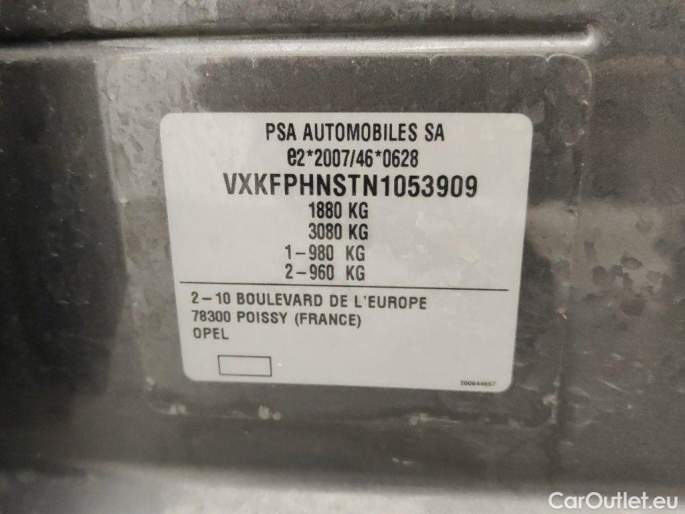 PSA AUTOMOBILES SA
e2*2007/46*0628
VXKFPHNSTN1053909
1880 KG
3080 KG
1-980 KG
2-960 KG
2-10 BOULEVARD DE L'EUROPE
78300 POISSY (FRANCE)
OPEL
CarOutlet.eu